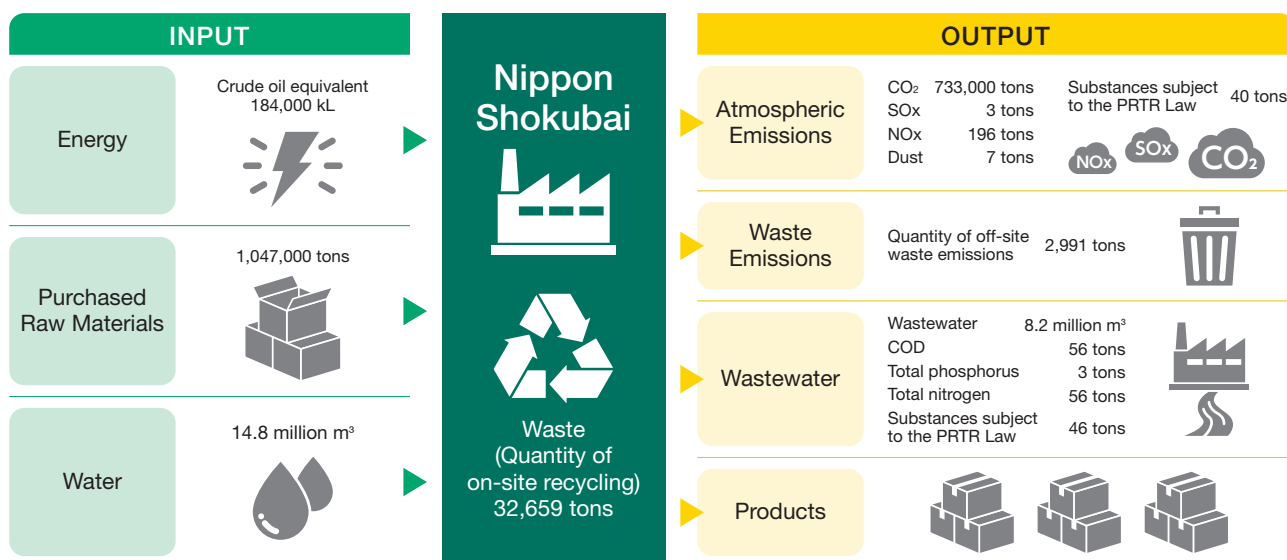 INPUT
Energy
Crude oil equivalent
184,000 kL
Purchased
Raw Materials
1,047,000 tons
Water
14.8 million m³
Nippon
Shokubai
Waste
(Quantity of
on-site recycling)
32,659 tons
OUTPUT
Atmospheric
Emissions
CO₂ 733,000 tons
SOx 3 tons
NOx 196 tons
Dust 7 tons
Substances subject
to the PRTR Law 40 tons
NOx SOx CO₂
Waste
Emissions
Quantity of off-site
waste emissions 2,991 tons
Wastewater
Wastewater 8.2 million m³
COD 56 tons
Total phosphorus 3 tons
Total nitrogen 56 tons
Substances subject
to the PRTR Law 46 tons
Products